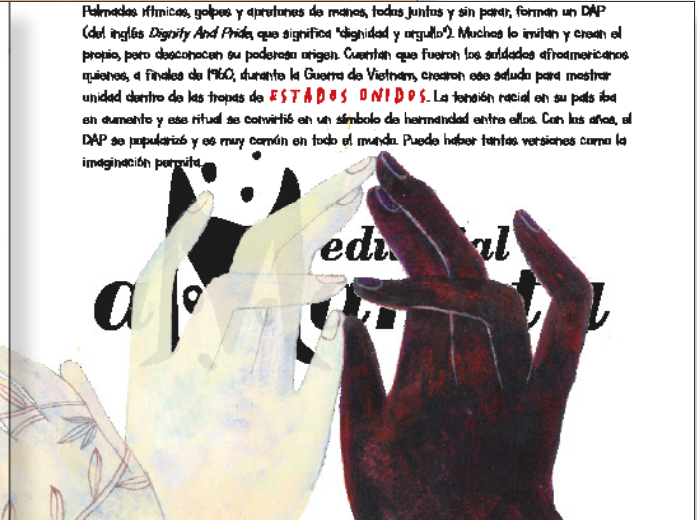 Palmadas rítmicas, golpes y apretones de manos, todos juntos y sin parar, forman un DAP
(del inglés Dignity And Pride, que significa "dignidad y orgullo"). Muchos lo imitan y crean el
propio, pero desconocen su poderoso origen. Cuentan que fueron los soldados afroamericanos
quienes, a finales de 1960, durante la Guerra de Vietnam, crearon ese saludo para mostrar
unidad dentro de las tropas de ESTADOS UNIDOS. La tensión racial en su país iba
en aumento y ese ritual se convirtió en un símbolo de hermandad entre ellos. Con los años, el
DAP se popularizó y es muy común en todo el mundo. Puede haber tantas versiones como la
imaginación permita.